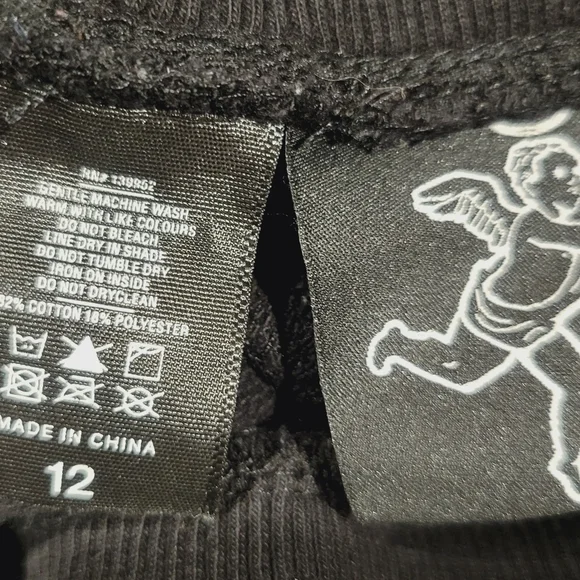 RN# 139852
GENTLE MACHINE WASH
WARM WITH LIKE COLOURS
DO NOT BLEACH
LINE DRY IN SHADE
DO NOT TUMBLE DRY
IRON ON INSIDE
DO NOT DRYCLEAN
82% COTTON 18% POLYESTER
MADE IN CHINA
12